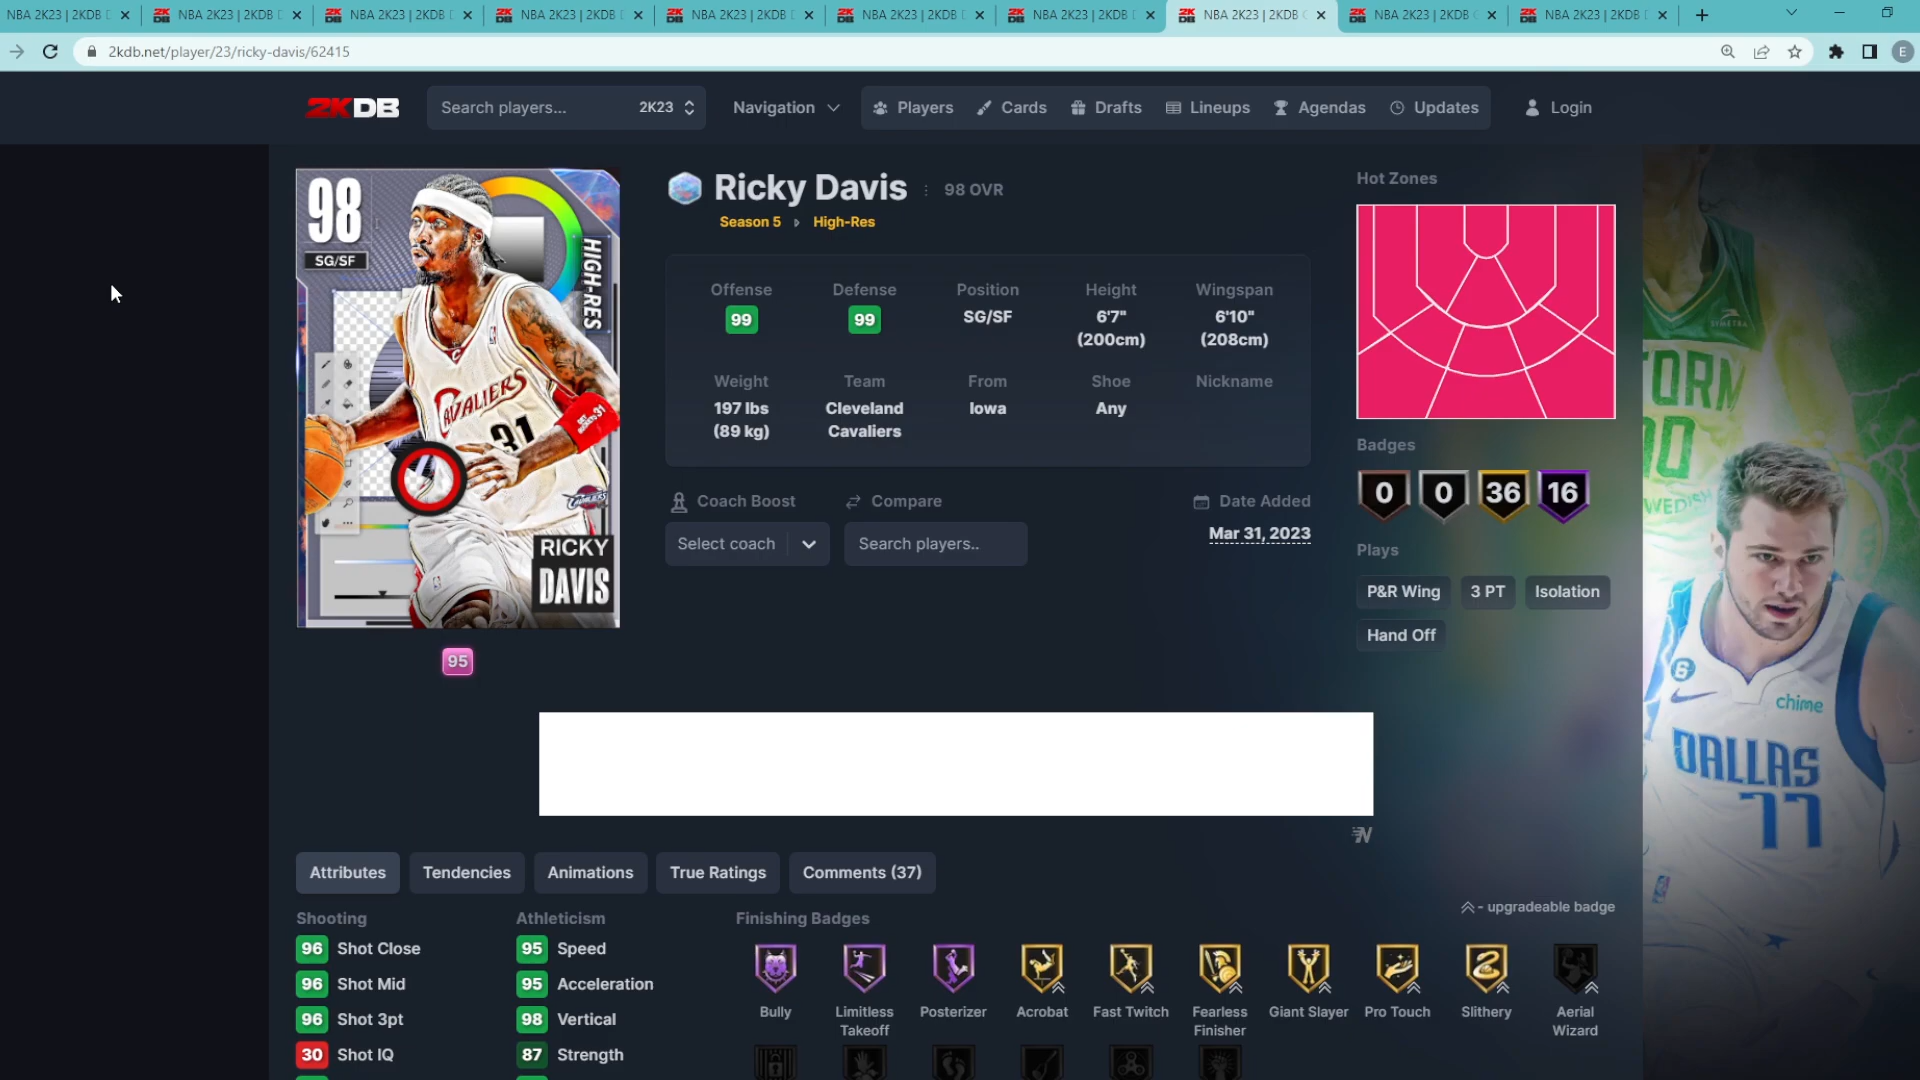 NBA 2K23 | 2KDB
NBA 2K23 | 2KDB
NBA 2K23 | 2KDB
NBA 2K23 | 2KDB
NBA 2K23 | 2KDB
NBA 2K23 | 2KDB
NBA 2K23 | 2KDB
NBA 2K23 | 2KDB
NBA 2K23 | 2KDB
NBA 2K23 | 2KDB
2kdb.net/player/23/ricky-davis/62415
E
2KDB
Search players...
2K23
Navigation
Players
Cards
Drafts
Lineups
Agendas
Updates
Login
98
SG/SF
HIGH-RES
CAVALIERS
31
RICKY
DAVIS
95
Ricky Davis : 98 OVR
Season 5 High-Res
Offense
99
Defense
99
Position
SG/SF
Height
6'7"
(200cm)
Wingspan
6'10"
(208cm)
Weight
197 lbs
(89 kg)
Team
Cleveland
Cavaliers
From
Iowa
Shoe
Any
Nickname
Coach Boost
Select coach
Compare
Search players..
Date Added
Mar 31, 2023
Hot Zones
Badges
0
0
36
16
Plays
P&R Wing
3 PT
Isolation
Hand Off
6
chime
DALLAS
77
Attributes
Tendencies
Animations
True Ratings
Comments (37)
- upgradeable badge
Shooting
96 Shot Close
96 Shot Mid
96 Shot 3pt
30 Shot IQ
Athleticism
95 Speed
95 Acceleration
98 Vertical
87 Strength
Finishing Badges
Bully
Limitless
Takeoff
Posterizer
Acrobat
Fast Twitch
Fearless
Finisher
Giant Slayer
Pro Touch
Slithery
Aerial
Wizard